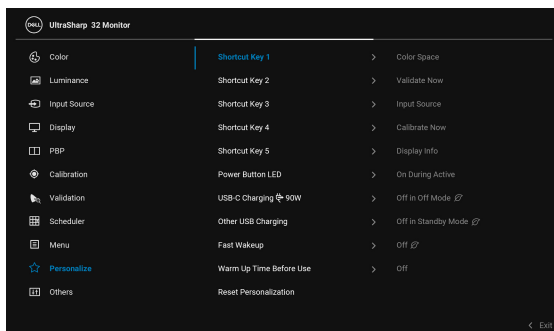 DELL UltraSharp 32 Monitor
Color Shortcut Key 1 > Color Space
Luminance Shortcut Key 2 > Validate Now
Input Source Shortcut Key 3 > Input Source
Display Shortcut Key 4 > Calibrate Now
PBP Shortcut Key 5 > Display Info
Calibration Power Button LED > On During Active
Validation USB-C Charging 90W > Off in Off Mode
Scheduler Other USB Charging > Off in Standby Mode
Menu Fast Wakeup > Off
Personalize Warm Up Time Before Use > Off
Others Reset Personalization
< Exit